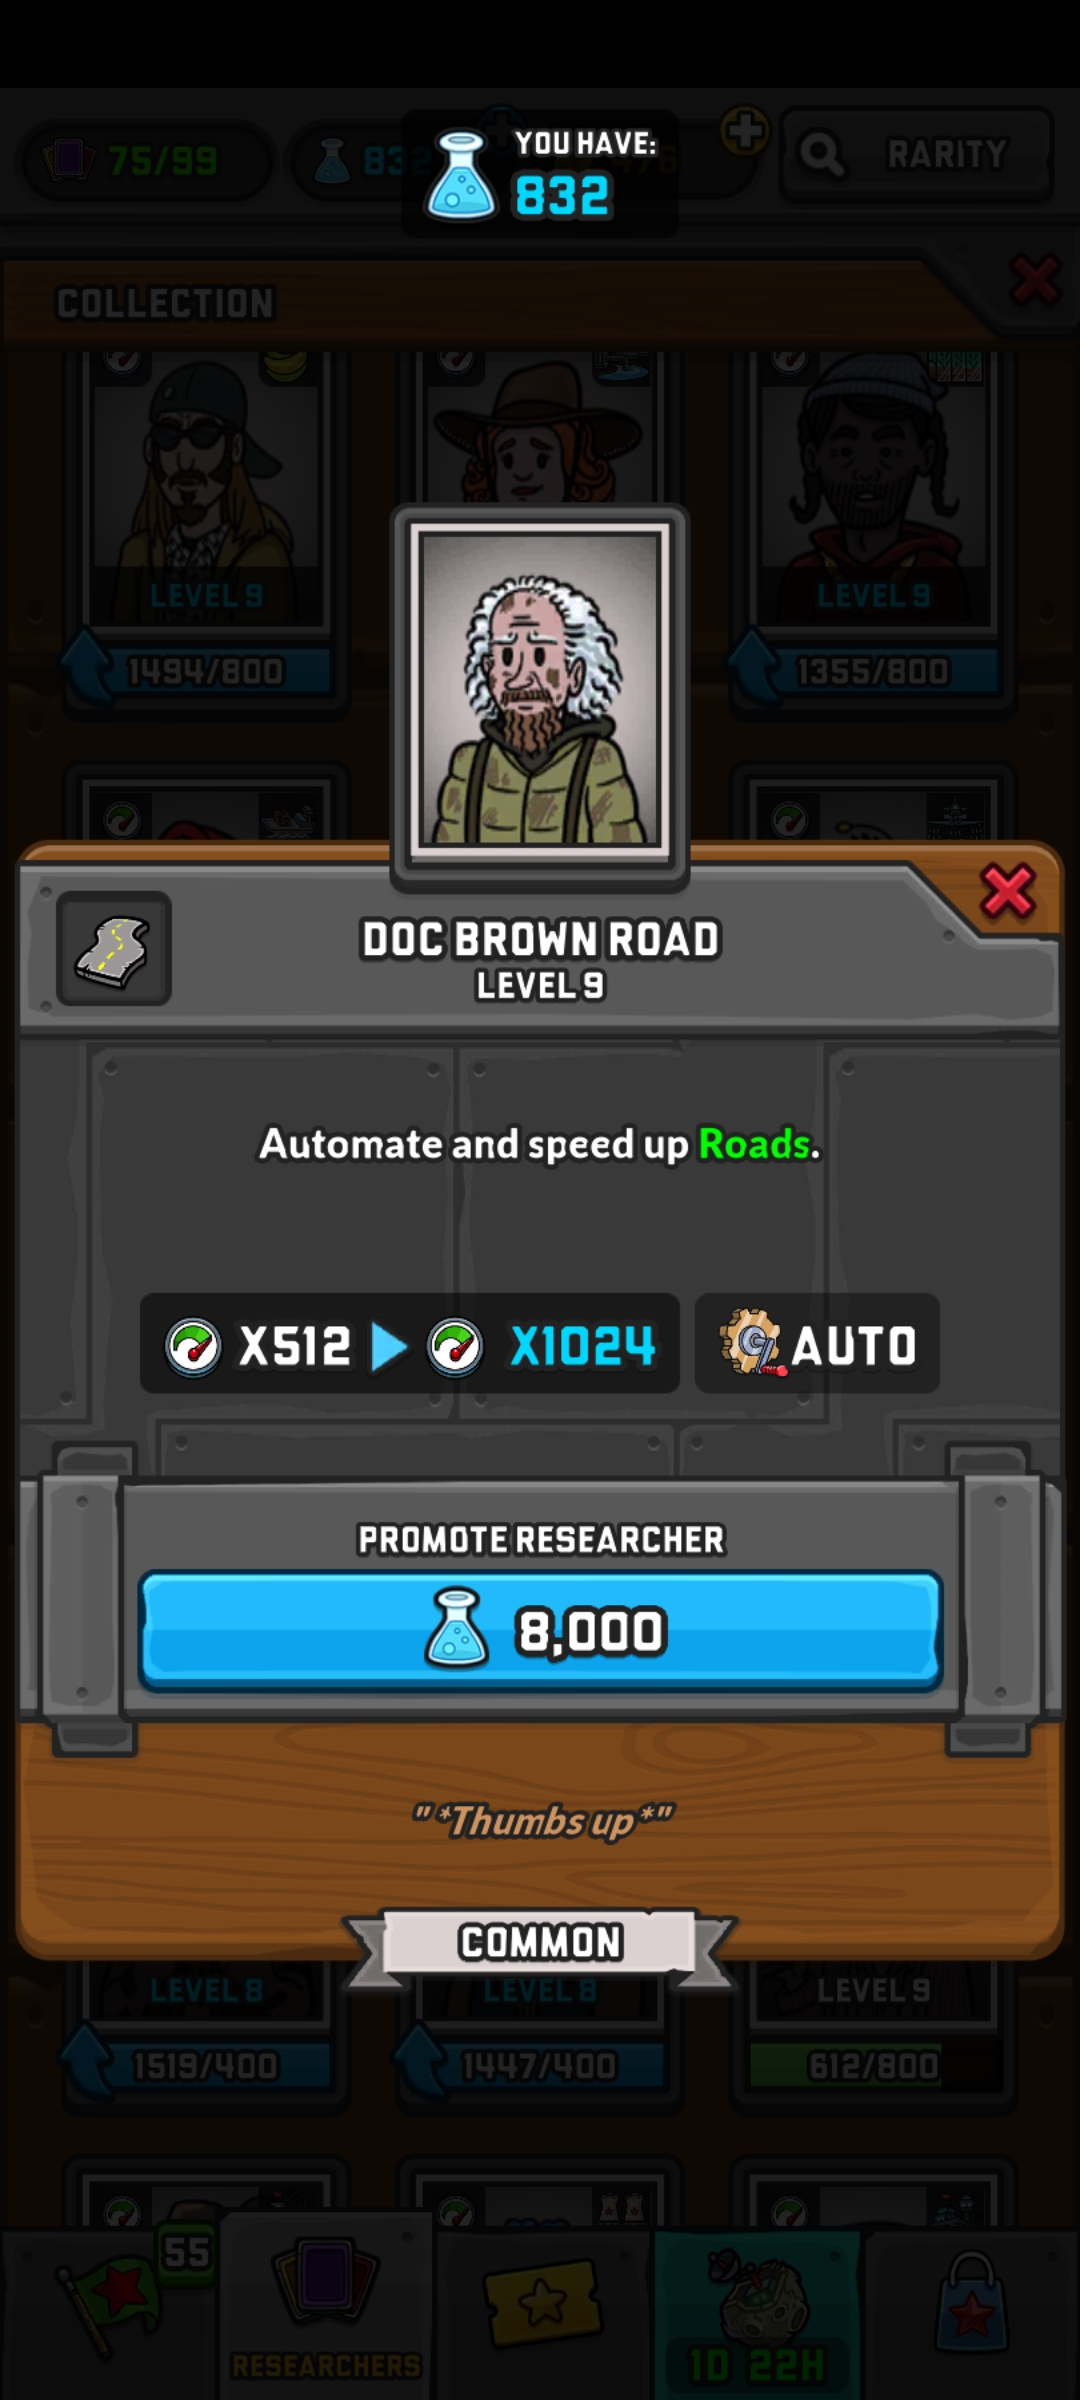 75/99
832
YOU HAVE:
832
RARITY
COLLECTION
LEVEL 9
LEVEL 9
1494/800
1355/800
DOC BROWN ROAD
LEVEL 9
Automate and speed up Roads.
X512
X1024
AUTO
PROMOTE RESEARCHER
8,000
"*Thumbs up*"
COMMON
LEVEL 8
LEVEL 8
LEVEL 9
1519/400
1447/400
612/800
55
RESEARCHERS
1D 22H